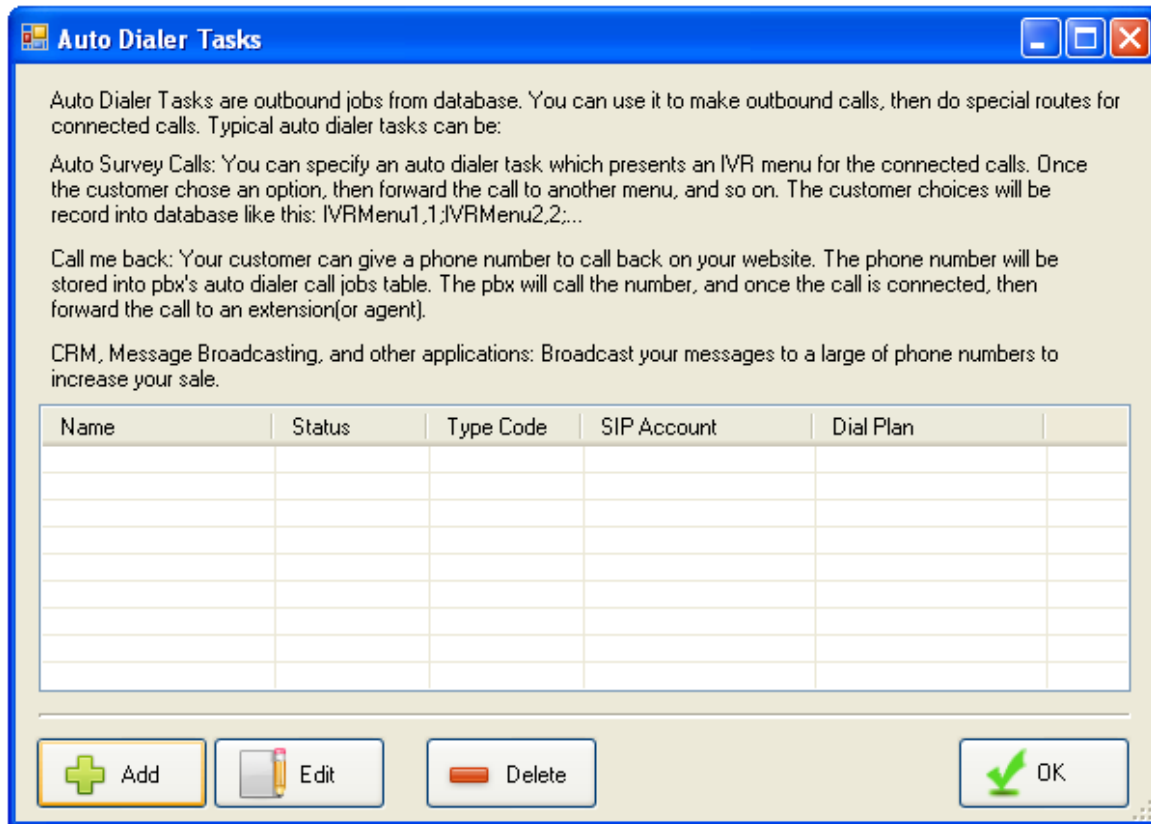 Auto Dialer Tasks
Auto Dialer Tasks are outbound jobs from database. You can use it to make outbound calls, then do special routes for
connected calls. Typical auto dialer tasks can be:
Auto Survey Calls: You can specify an auto dialer task which presents an IVR menu for the connected calls. Once
the customer chose an option, then forward the call to another menu, and so on. The customer choices will be
record into database like this: IVRMenu1,1;IVRMenu2,2;...
Call me back: Your customer can give a phone number to call back on your website. The phone number will be
stored into pbx's auto dialer call jobs table. The pbx will call the number, and once the call is connected, then
forward the call to an extension(or agent).
CRM, Message Broadcasting, and other applications: Broadcast your messages to a large of phone numbers to
increase your sale.
Name Status Type Code SIP Account Dial Plan
Add Edit Delete OK